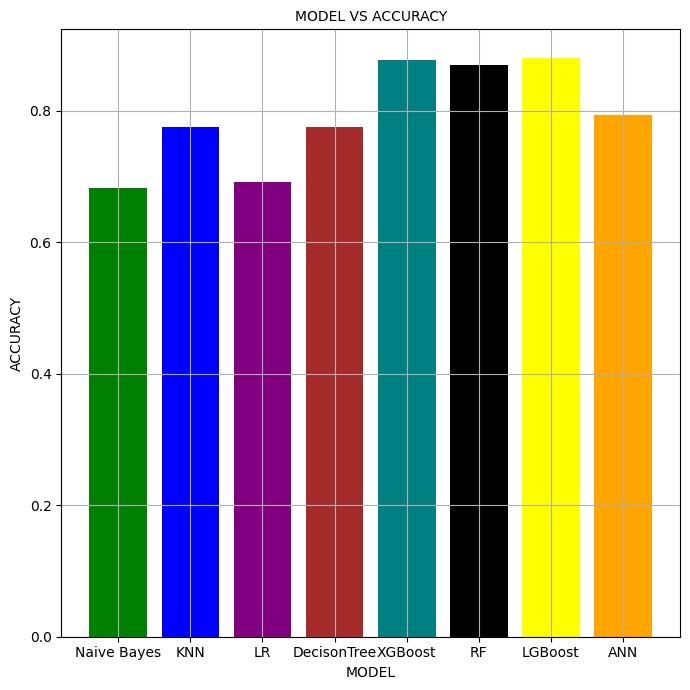 MODEL VS ACCURACY
ACCURACY
0.8
0.6
0.4
0.2
0.0
Naive Bayes KNN LR DecisonTree XGBoost RF LGBoost ANN
MODEL